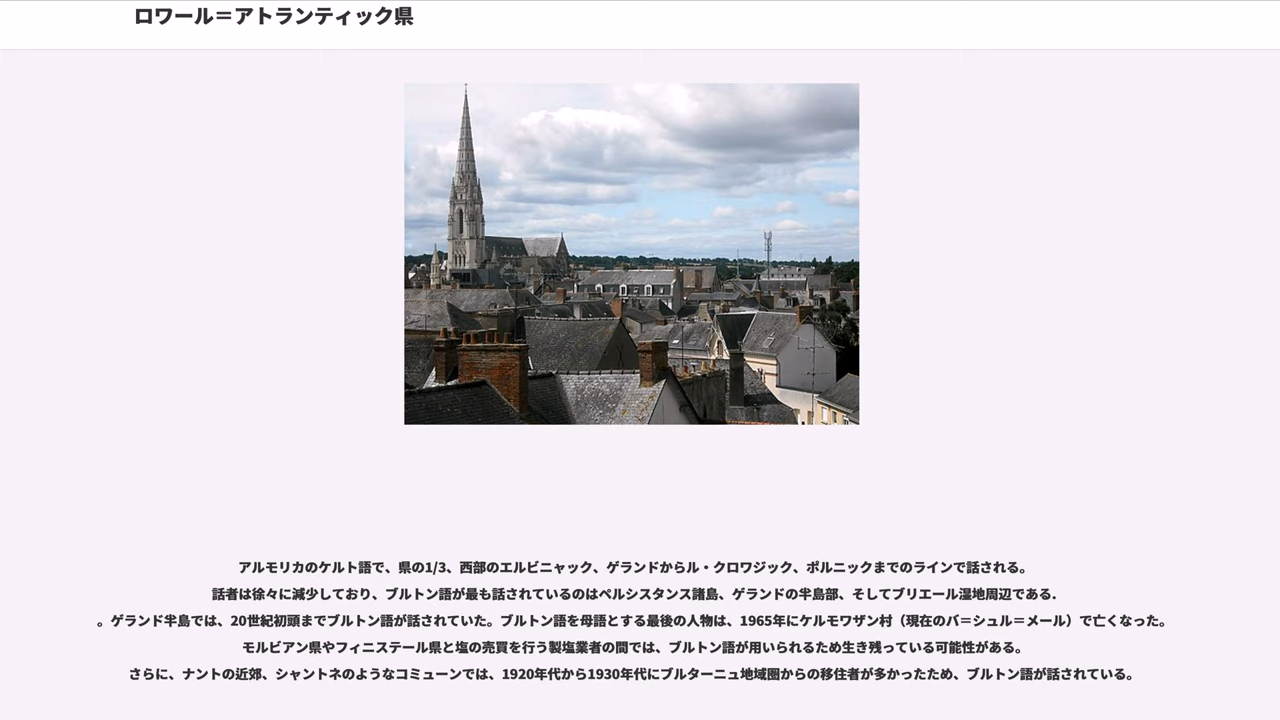 ロワール＝アトランティック県
アルモリカのケルト語で、県の1/3、西部のエルビニャック、ゲランドからル・クロワジック、ポルニックまでのラインで話される。
話者は徐々に減少しており、ブルトン語が最も話されているのはペルシスタンス諸島、ゲランドの半島部、そしてブリエール湿地周辺である.
。ゲランド半島では、20世紀初頭までブルトン語が話されていた。ブルトン語を母語とする最後の人物は、1965年にケルモワザン村（現在のバ＝シュル＝メール）で亡くなった。
モルビアン県やフィニステール県と塩の売買を行う製塩業者の間では、ブルトン語が用いられるため生き残っている可能性がある。
さらに、ナントの近郊、シャントネのようなコミューンでは、1920年代から1930年代にブルターニュ地域圏からの移住者が多かったため、ブルトン語が話されている。